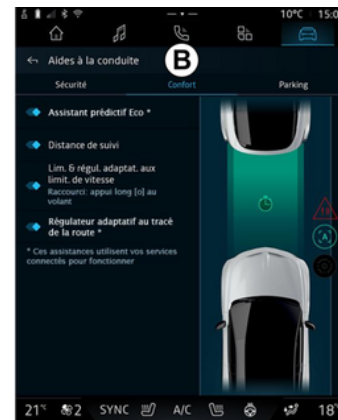 10°C 15:0
Aides à la conduite
B
Sécurité Confort Parking
Assistant prédictif Eco *
Distance de suivi
Lim. & régul. adaptat. aux
limit. de vitesse
Raccourci: appui long [o] au
volant
Régulateur adaptatif au tracé
de la route *
* Ces assistances utilisent vos services
connectés pour fonctionner
21°C 2 SYNC A/C 18°